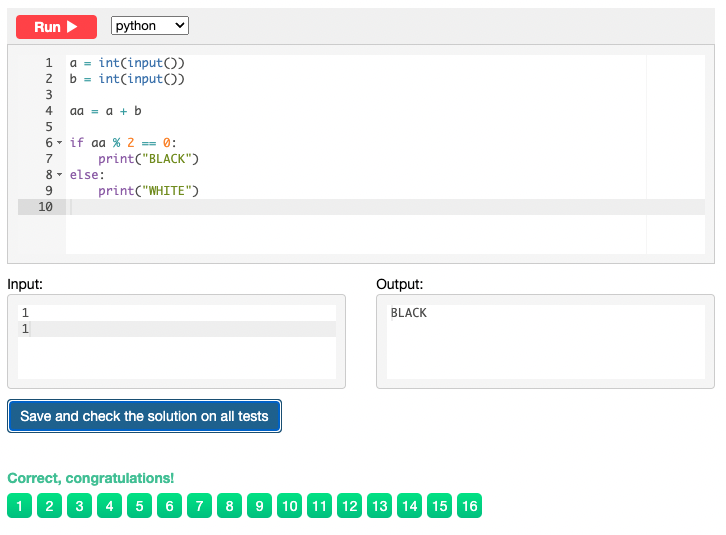 Run
python
1 a = int(input())
2 b = int(input())
3
4 aa = a + b
5
6 if aa % 2 == 0:
7     print("BLACK")
8 else:
9     print("WHITE")
10
Input: Output:
1 BLACK
1
Save and check the solution on all tests
Correct, congratulations!
1 2 3 4 5 6 7 8 9 10 11 12 13 14 15 16